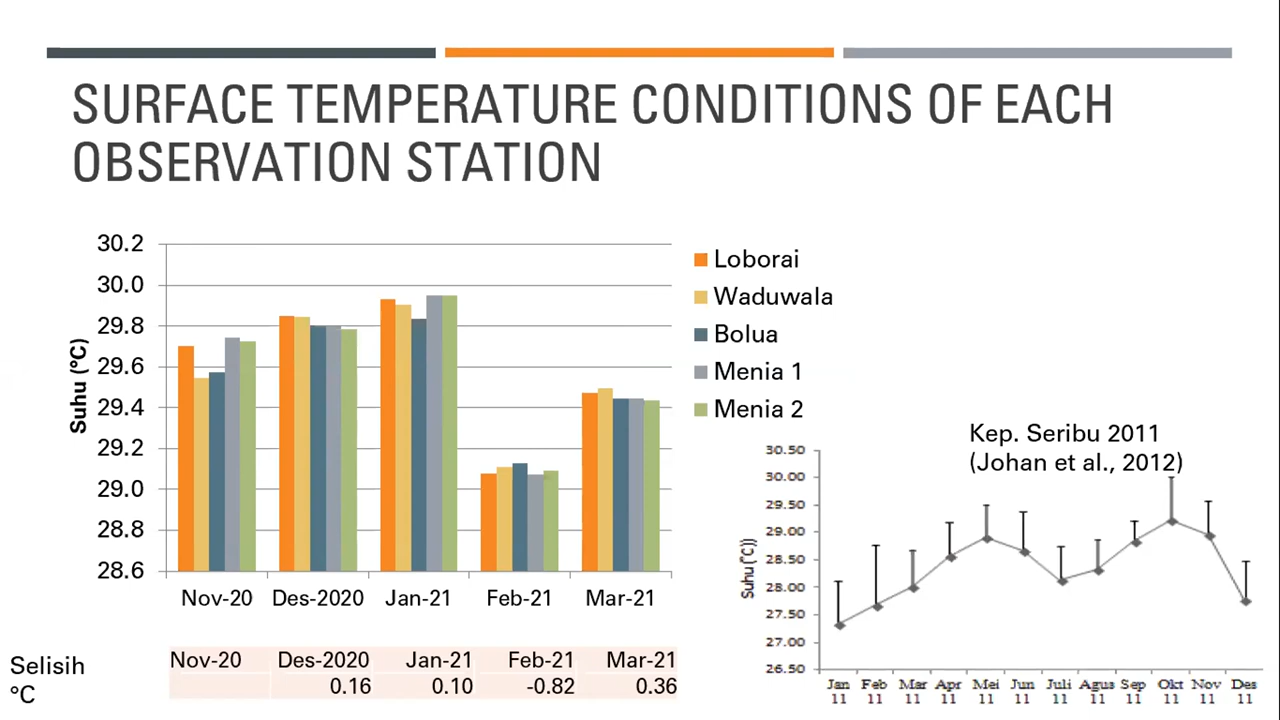 SURFACE TEMPERATURE CONDITIONS OF EACH
OBSERVATION STATION
30.2
30.0
29.8
29.6
29.4
29.2
29.0
28.8
28.6
Suhu (°C)
Nov-20 Des-2020 Jan-21 Feb-21 Mar-21
Loborai
Waduwala
Bolua
Menia 1
Menia 2
Selisih
°C
Nov-20 Des-2020 Jan-21 Feb-21 Mar-21
0.16 0.10 -0.82 0.36
Kep. Seribu 2011
(Johan et al., 2012)
30.50
30.00
29.50
29.00
28.50
28.00
27.50
27.00
26.50
Suhu (°C))
Jan Feb Mar Apr Mei Jun Juli Agus Sep Okt Nov Des
11 11 11 11 11 11 11 11 11 11 11 11